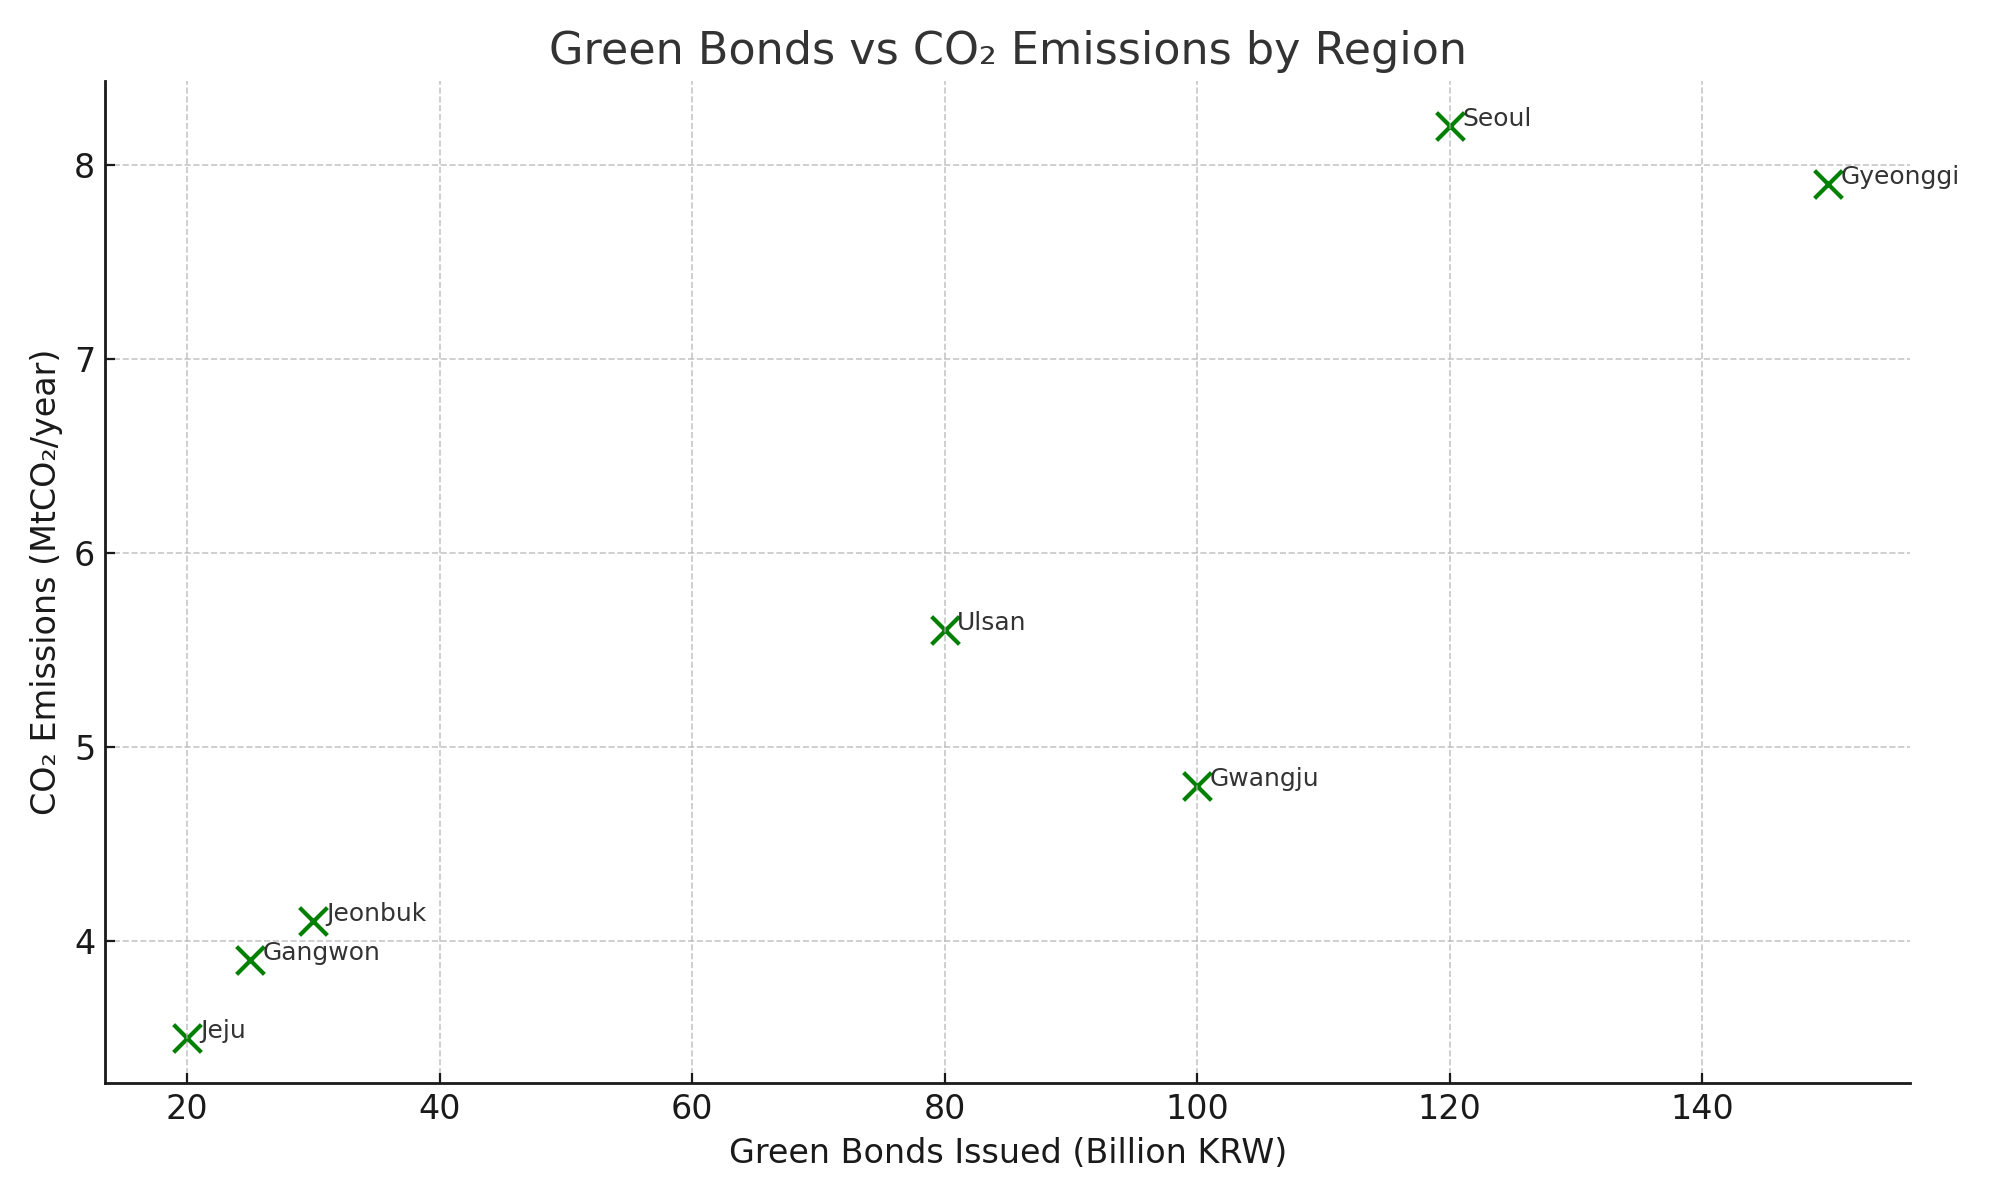 Green Bonds vs CO₂ Emissions by Region
CO₂ Emissions (MtCO₂/year)
8
7
6
5
4
Seoul
Gyeonggi
Ulsan
Gwangju
Jeonbuk
Gangwon
Jeju
20 40 60 80 100 120 140
Green Bonds Issued (Billion KRW)